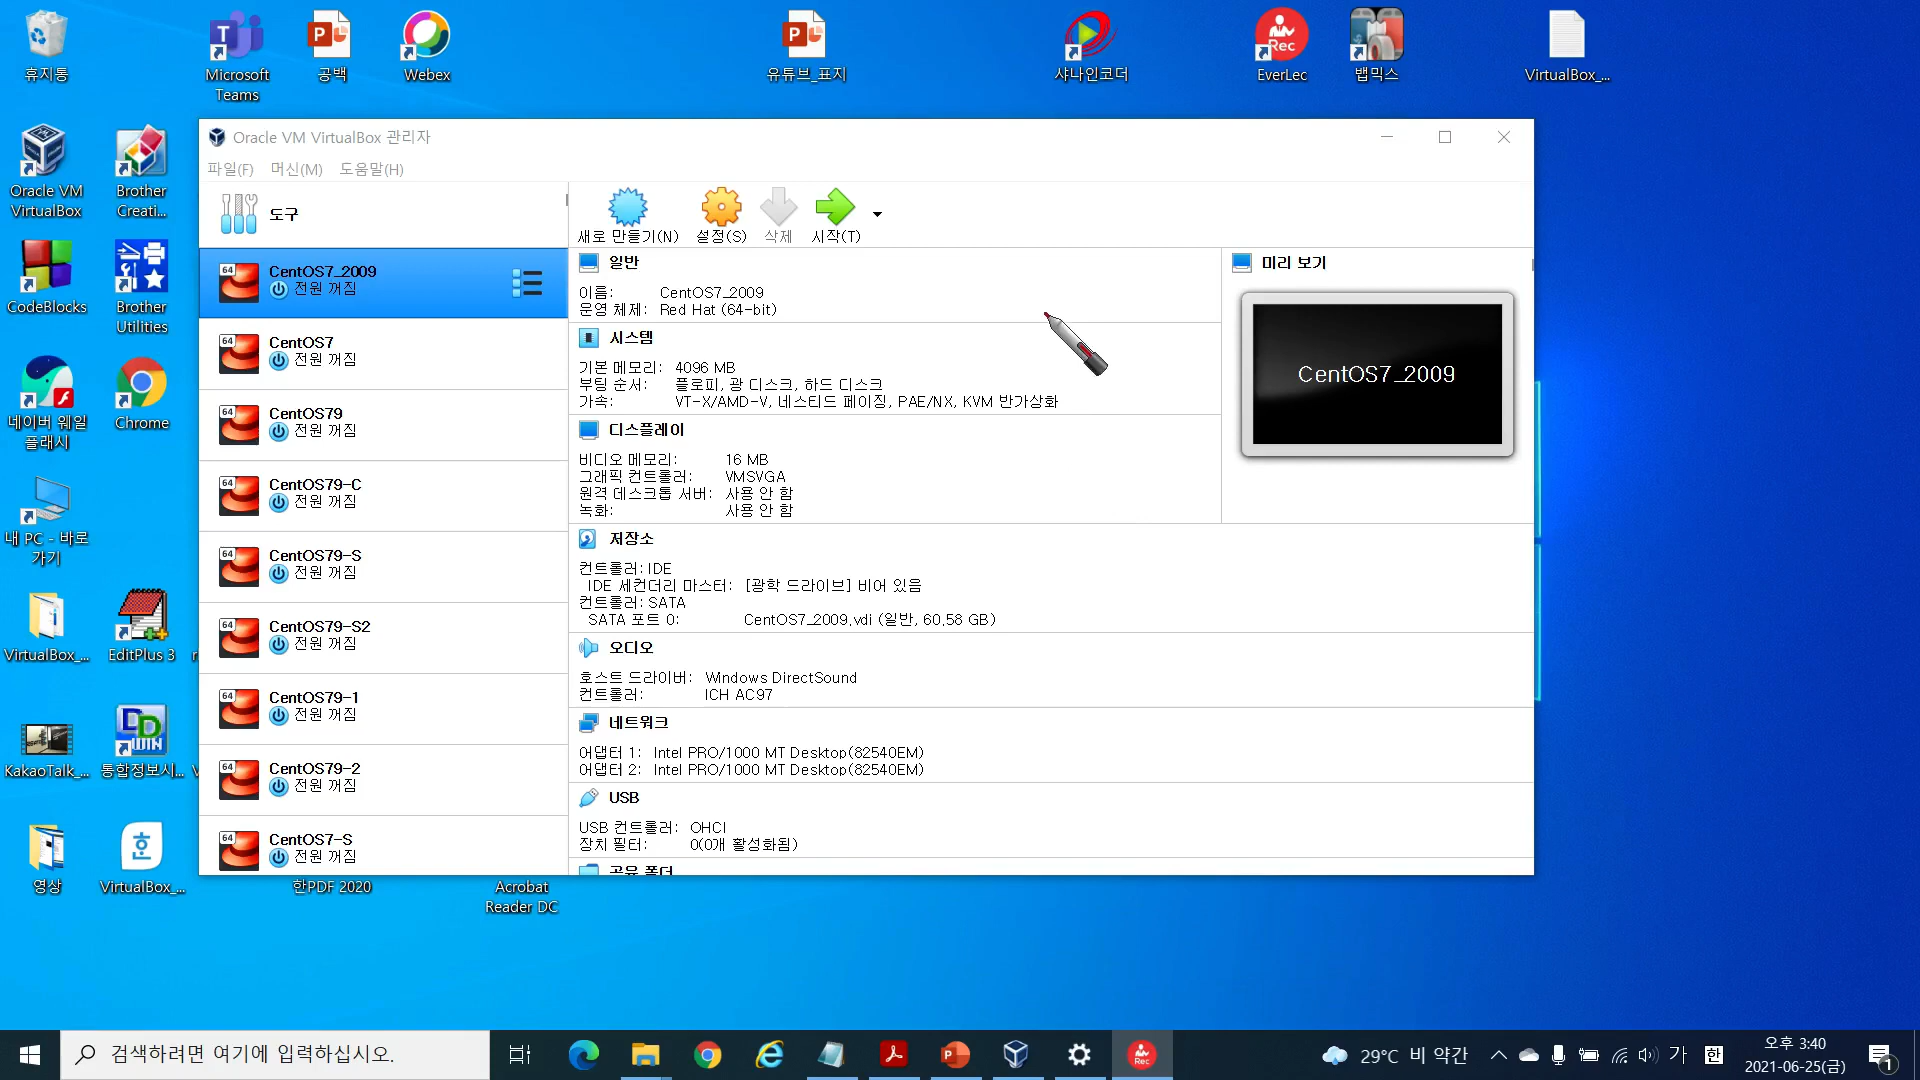 휴지통
Microsoft
Teams
공백
Webex
유튜브_표지
샤나인코더
Rec
EverLec
뱁믹스
VirtualBox_...
Oracle VM
VirtualBox
Brother
Creati...
CodeBlocks
Brother
Utilities
네이버 웨일
플래시
Chrome
내 PC - 바로
가기
VirtualBox_...
EditPlus 3
KakaoTalk_...
통합정보시...
영상
VirtualBox_...
한PDF 2020
Acrobat
Reader DC
Oracle VM VirtualBox 관리자
파일(F) 머신(M) 도움말(H)
도구
새로 만들기(N) 설정(S) 삭제 시작(T)
64
CentOS7_2009
전원 꺼짐
64
CentOS7
전원 꺼짐
64
CentOS79
전원 꺼짐
64
CentOS79-C
전원 꺼짐
64
CentOS79-S
전원 꺼짐
64
CentOS79-S2
전원 꺼짐
64
CentOS79-1
전원 꺼짐
64
CentOS79-2
전원 꺼짐
64
CentOS7-S
전원 꺼짐
일반
이름: CentOS7_2009
운영 체제: Red Hat (64-bit)
시스템
기본 메모리: 4096 MB
부팅 순서: 플로피, 광 디스크, 하드 디스크
가속: VT-X/AMD-V, 네스티드 페이징, PAE/NX, KVM 반가상화
디스플레이
비디오 메모리: 16 MB
그래픽 컨트롤러: VMSVGA
원격 데스크톱 서버: 사용 안 함
녹화: 사용 안 함
저장소
컨트롤러: IDE
IDE 세컨더리 마스터: [광학 드라이브] 비어 있음
컨트롤러: SATA
SATA 포트 0: CentOS7_2009.vdi (일반, 60.58 GB)
오디오
호스트 드라이버: Windows DirectSound
컨트롤러: ICH AC97
네트워크
어댑터 1: Intel PRO/1000 MT Desktop(82540EM)
어댑터 2: Intel PRO/1000 MT Desktop(82540EM)
USB
USB 컨트롤러: OHCI
장치 필터: 0(0개 활성화됨)
공유 폴더
미리 보기
CentOS7_2009
검색하려면 여기에 입력하십시오.
29°C 비 약간
가
한
오후 3:40
2021-06-25(금)
1